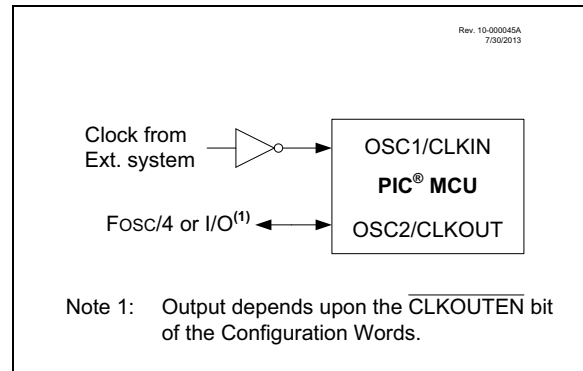 Rev. 10-000045A
7/30/2013
Clock from
Ext. system
OSC1/CLKIN
PIC® MCU
FOSC/4 or I/O(1)
OSC2/CLKOUT
Note 1: Output depends upon the CLKOUTEN bit
of the Configuration Words.